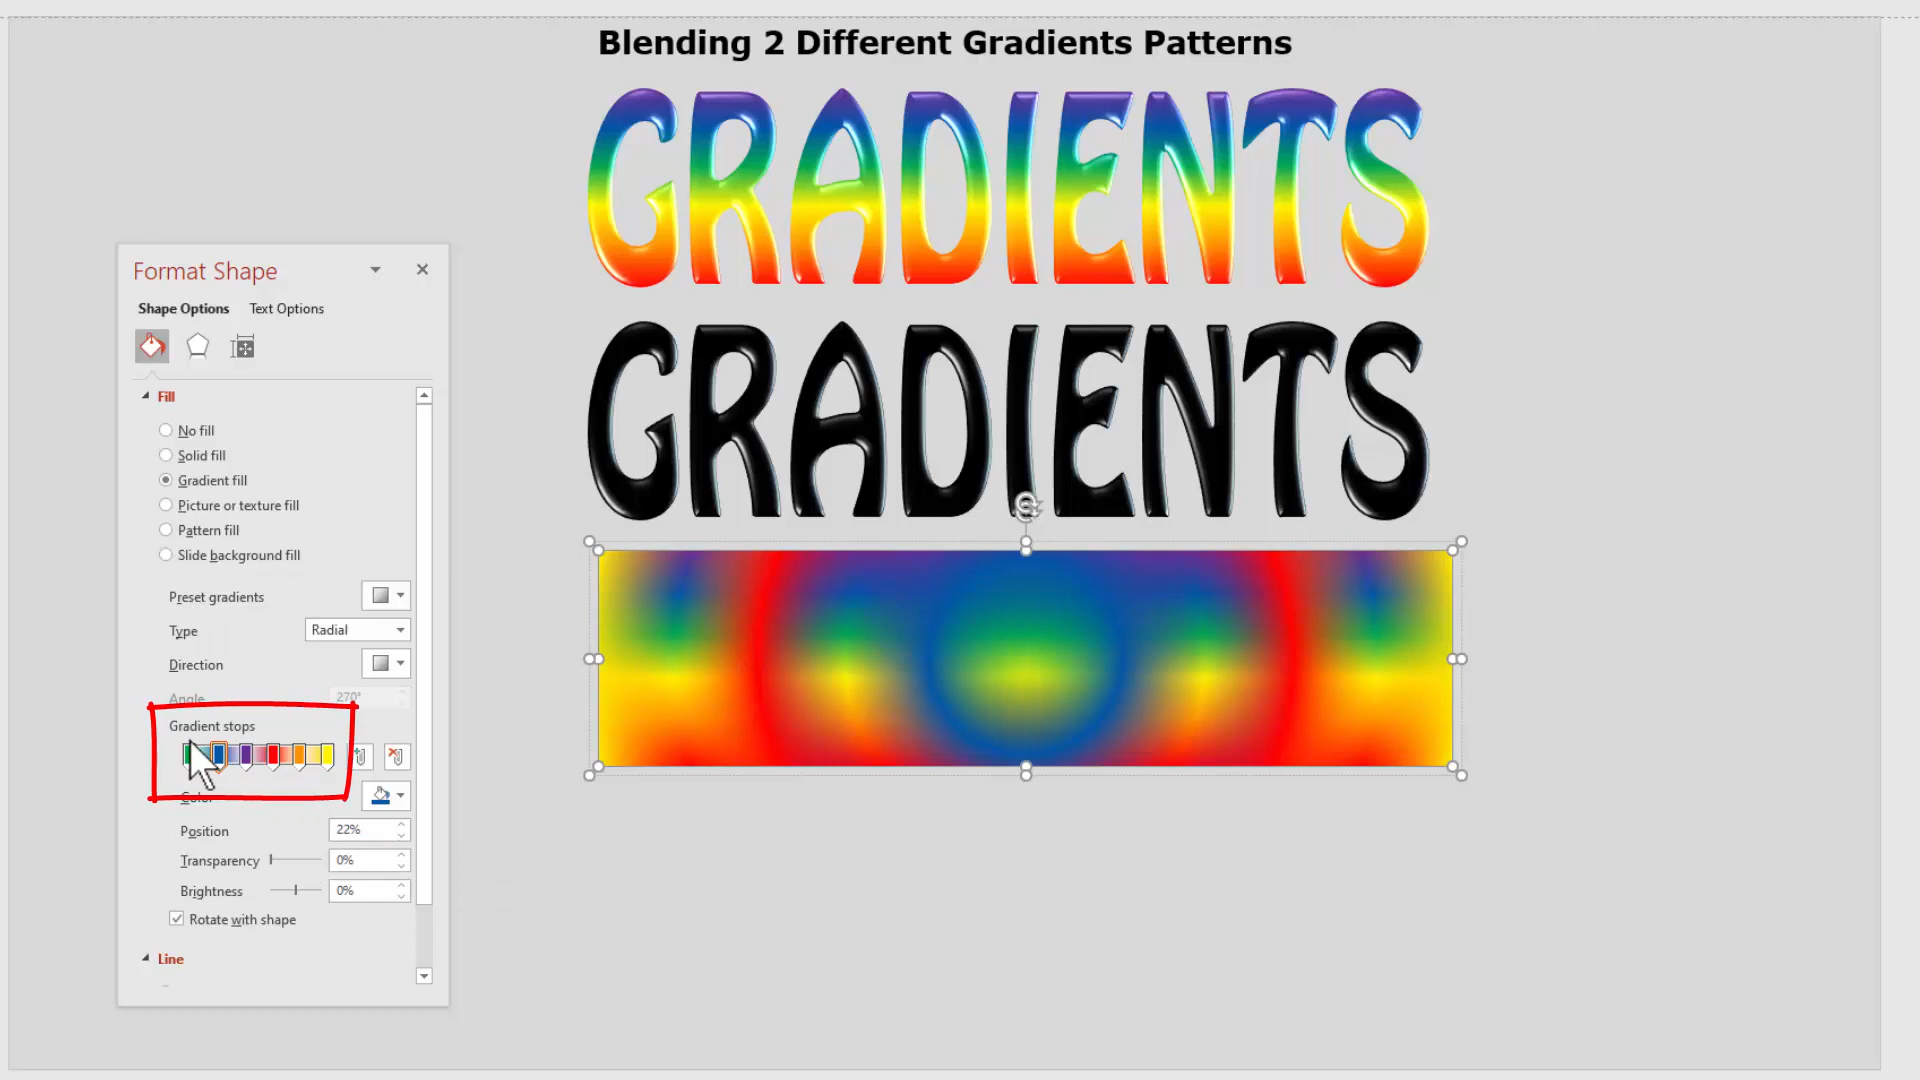 Blending 2 Different Gradients Patterns
GRADIENTS
GRADIENTS
Format Shape
Shape Options Text Options
Fill
No fill
Solid fill
Gradient fill
Picture or texture fill
Pattern fill
Slide background fill
Preset gradients
Type Radial
Direction
Angle 270°
Gradient stops
Color
Position 22%
Transparency 0%
Brightness 0%
Rotate with shape
Line